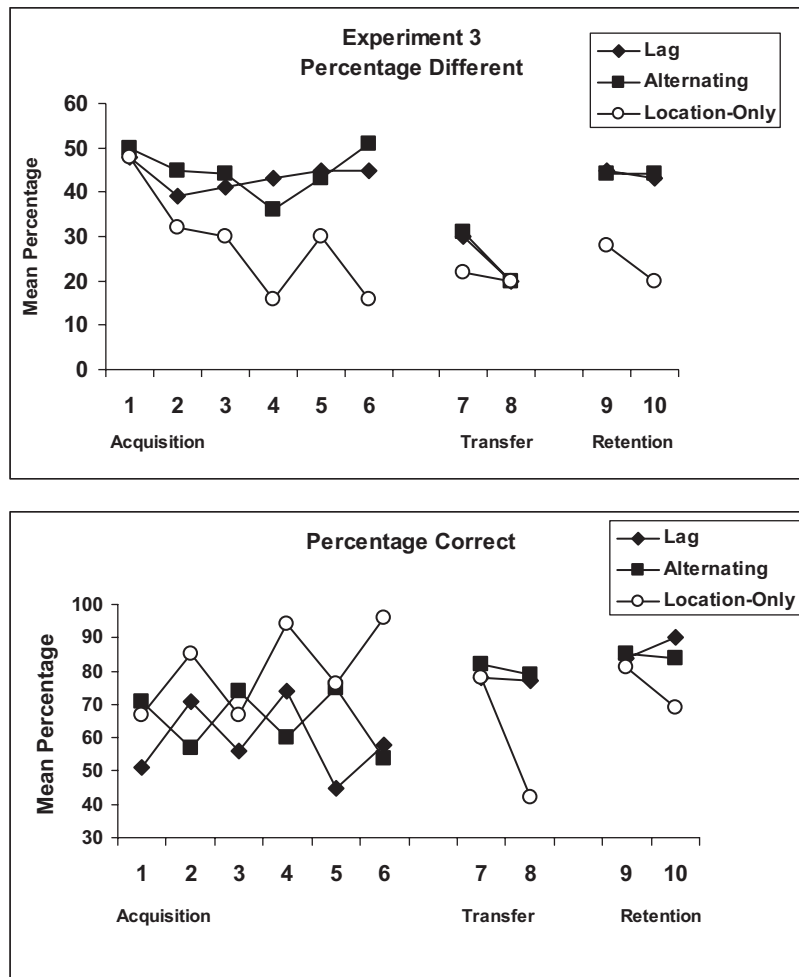 Experiment 3
Percentage Different
Lag
Alternating
Location-Only
Mean Percentage
60
50
40
30
20
10
0
1 2 3 4 5 6 7 8 9 10
Acquisition Transfer Retention
Percentage Correct
Lag
Alternating
Location-Only
Mean Percentage
100
90
80
70
60
50
40
30
1 2 3 4 5 6 7 8 9 10
Acquisition Transfer Retention